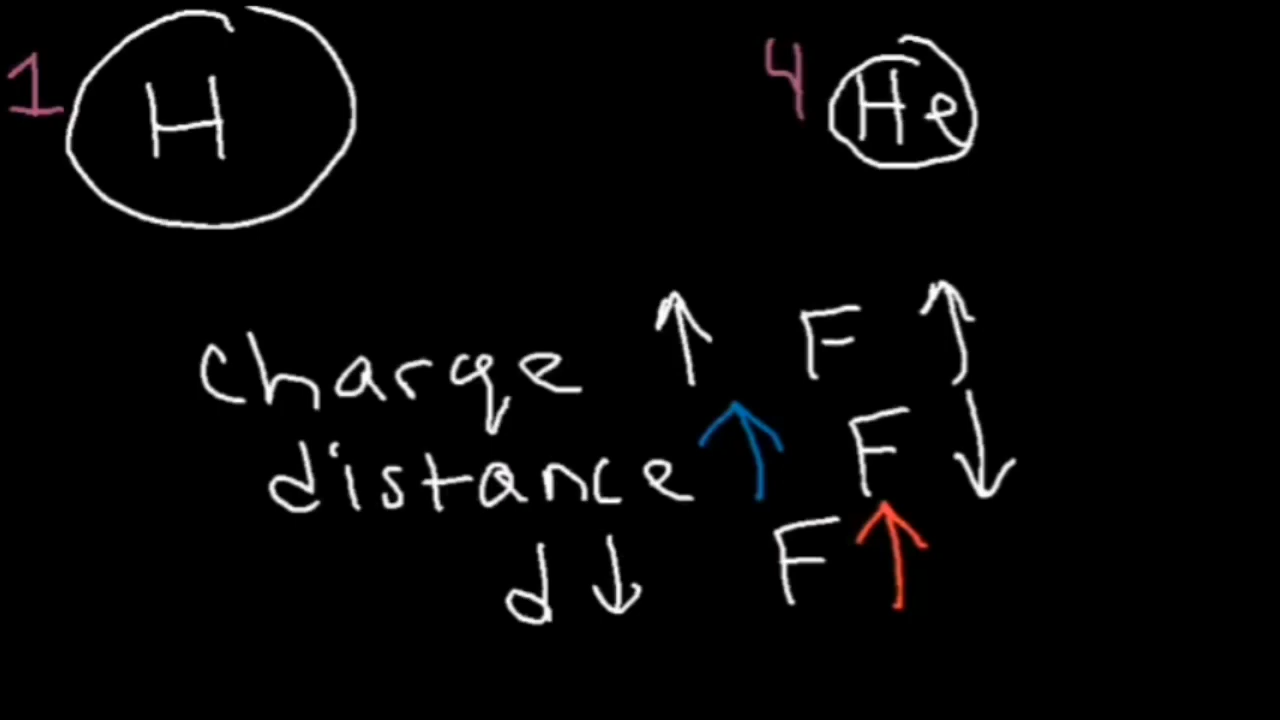 1 H 4 He
charge ↑ F ↑
distance ↑ F ↓
d ↓ F ↑